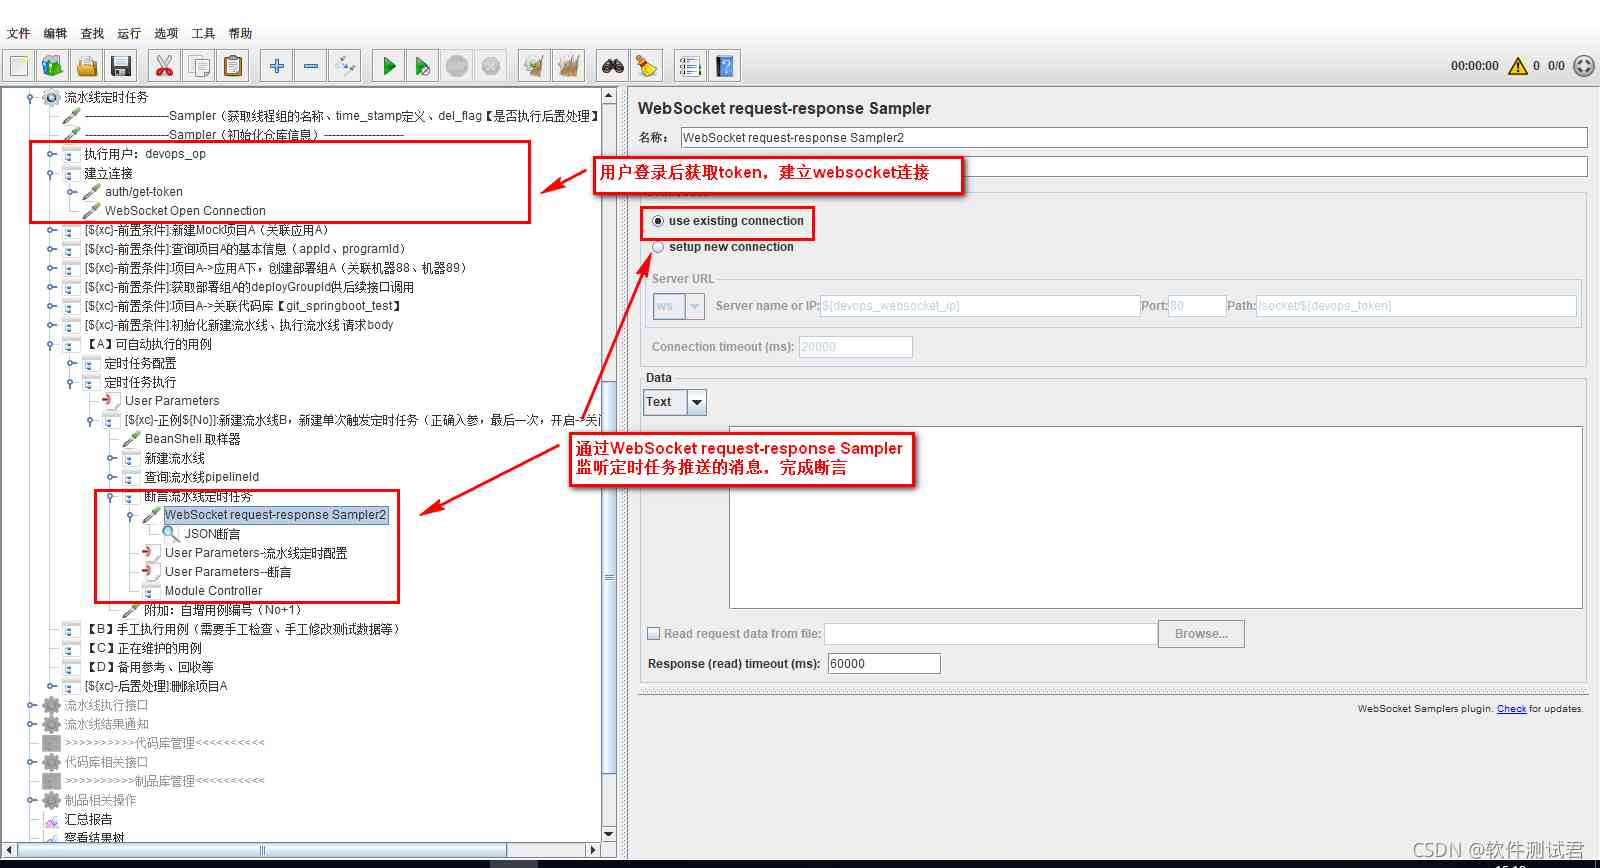 文件 编辑 查找 运行 选项 工具 帮助
00:00:00 0 0/0
流水线定时任务
---------------------Sampler（获取线程组的名称、time_stamp定义、del_flag【是否执行后置处理】
---------------------Sampler（初始化仓库信息）--------------------
执行用户：devops_op
建立连接
auth/get-token
WebSocket Open Connection
[${xc}-前置条件]:新建Mock项目A（关联应用A）
[${xc}-前置条件]:查询项目A的基本信息（appId、programId）
[${xc}-前置条件]:项目A->应用A下，创建部署组A（关联机器88、机器89）
[${xc}-前置条件]:获取部署组A的deployGroupId供后续接口调用
[${xc}-前置条件]:项目A->关联代码库【git_springboot_test】
[${xc}-前置条件]:初始化新建流水线、执行流水线 请求body
【A】可自动执行的用例
定时任务配置
定时任务执行
User Parameters
[${xc}-正例${No}]:新建流水线B，新建单次触发定时任务（正确入参，最后一次，开启->关
BeanShell 取样器
新建流水线
查询流水线pipelineId
断言流水线定时任务
WebSocket request-response Sampler2
JSON断言
User Parameters-流水线定时配置
User Parameters--断言
Module Controller
附加：自增用例编号（No+1）
【B】手工执行用例（需要手工检查、手工修改测试数据等）
【C】正在维护的用例
【D】备用参考、回收等
[${xc}-后置处理]:删除项目A
流水线执行接口
流水线结果通知
>>>>>>>>>>代码库管理<<<<<<<<<<
代码库相关接口
>>>>>>>>>>制品库管理<<<<<<<<<<
制品相关操作
汇总报告
察看结果树
用户登录后获取token，建立websocket连接
通过WebSocket request-response Sampler
监听定时任务推送的消息，完成断言
WebSocket request-response Sampler
名称： WebSocket request-response Sampler2
use existing connection
setup new connection
Server URL
ws Server name or IP: ${devops_websocket_ip} Port: 80 Path: /socket/${devops_token}
Connection timeout (ms): 20000
Data
Text
Read request data from file: Browse...
Response (read) timeout (ms): 60000
WebSocket Samplers plugin. Check for updates.
CSDN @软件测试君